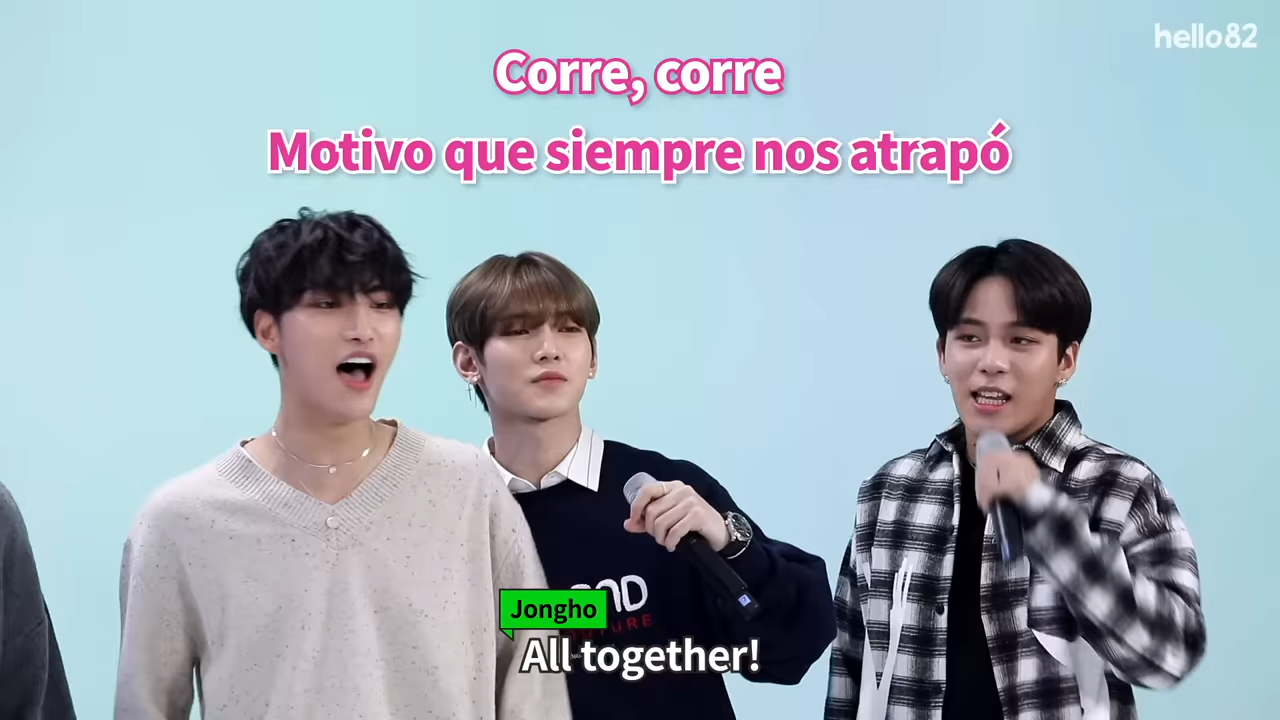 hello82
Corre, corre
Motivo que siempre nos atrapó
Jongho
All together!